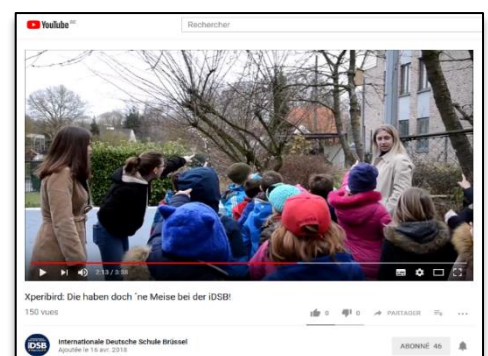 YouTube BE
Rechercher
2:13 / 3:59
Xperibird: Die haben doch ´ne Meise bei der iDSB!
150 vues
0 0 PARTAGER
iDSB
Internationale Deutsche Schule Brüssel
Ajoutée le 16 avr. 2018
ABONNÉ 46